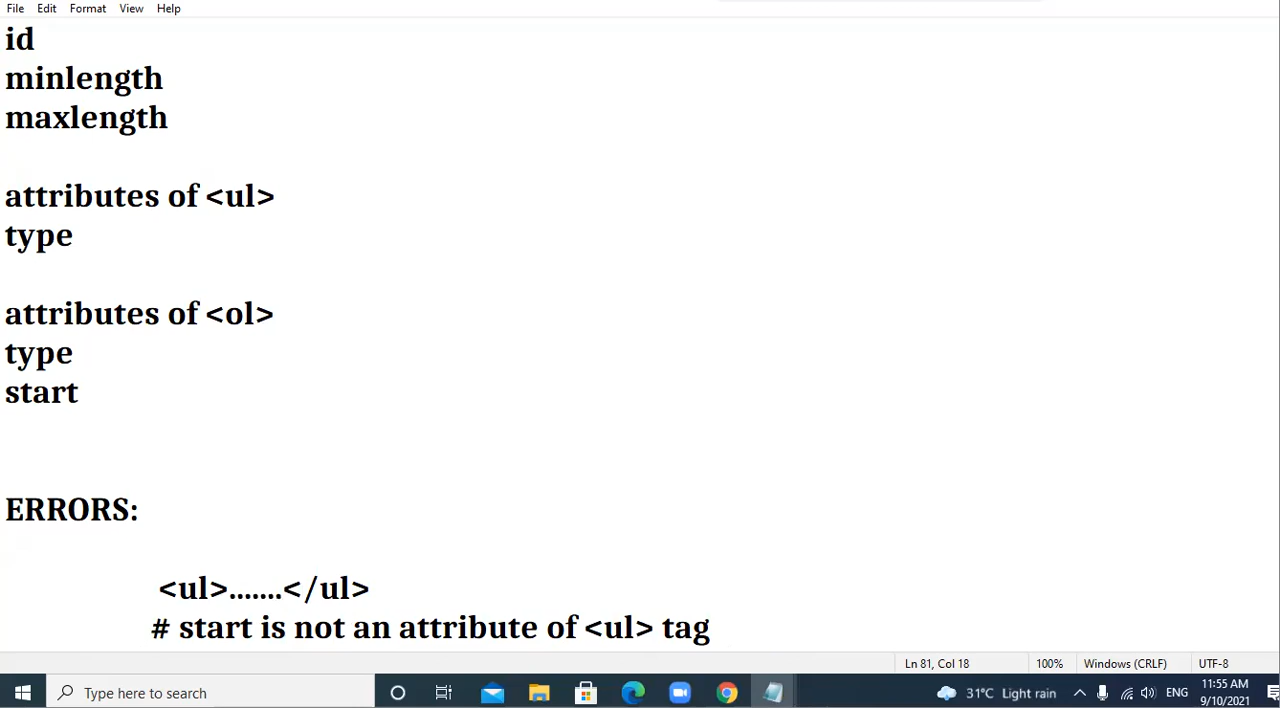 File Edit Format View Help
id
minlength
maxlength
attributes of <ul>
type
attributes of <ol>
type
start
ERRORS:
<ul>.......</ul>
# start is not an attribute of <ul> tag
Ln 81, Col 18 100% Windows (CRLF) UTF-8
Type here to search 31°C Light rain ENG 11:55 AM
9/10/2021